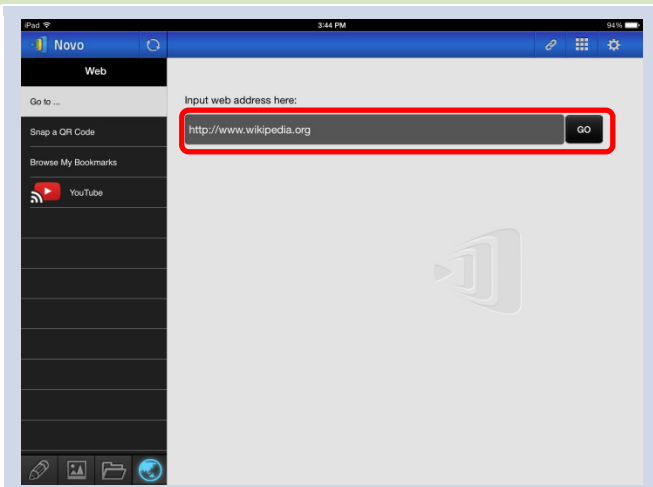 iPad 3:44 PM 94%
Novo
Web
Go to ...
Input web address here:
http://www.wikipedia.org GO
Snap a QR Code
Browse My Bookmarks
YouTube